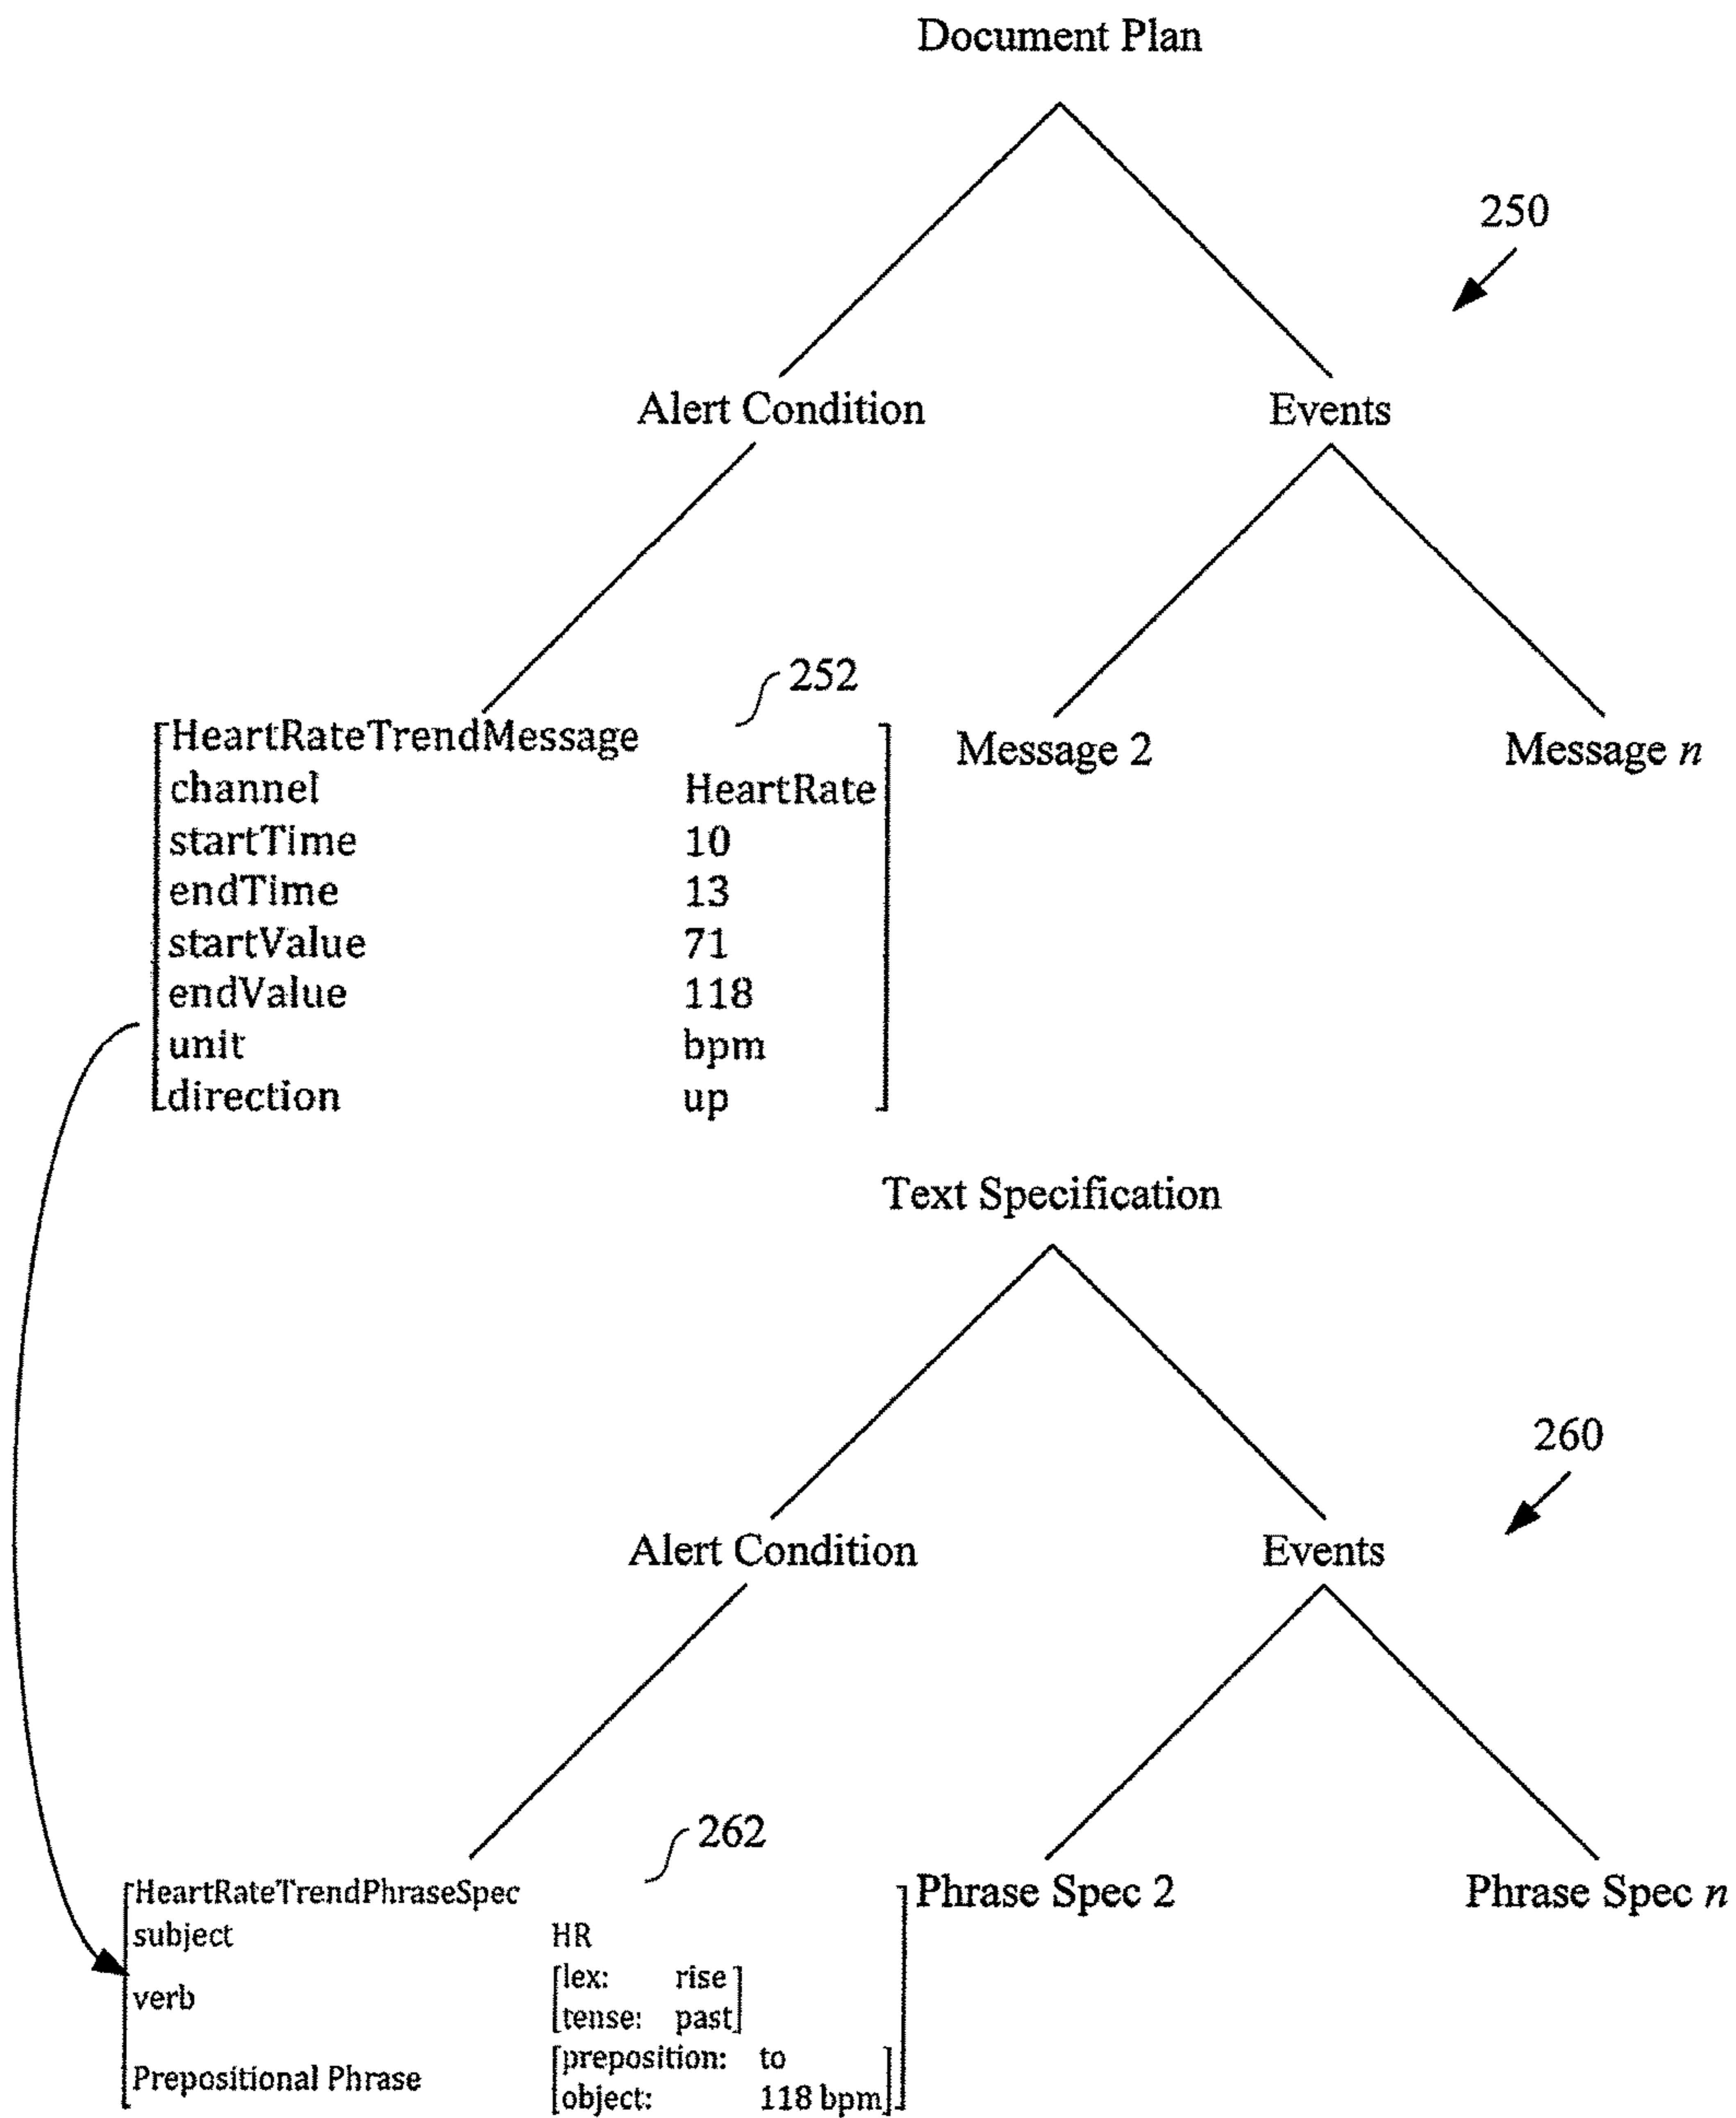 Document Plan
250
Alert Condition Events
252
HeartRateTrendMessage
channel HeartRate
startTime 10
endTime 13
startValue 71
endValue 118
unit bpm
direction up
Message 2 Message n
Text Specification
260
Alert Condition Events
262
HeartRateTrendPhraseSpec
subject HR
verb
lex: rise
tense: past
Prepositional Phrase
preposition: to
object: 118 bpm
Phrase Spec 2 Phrase Spec n